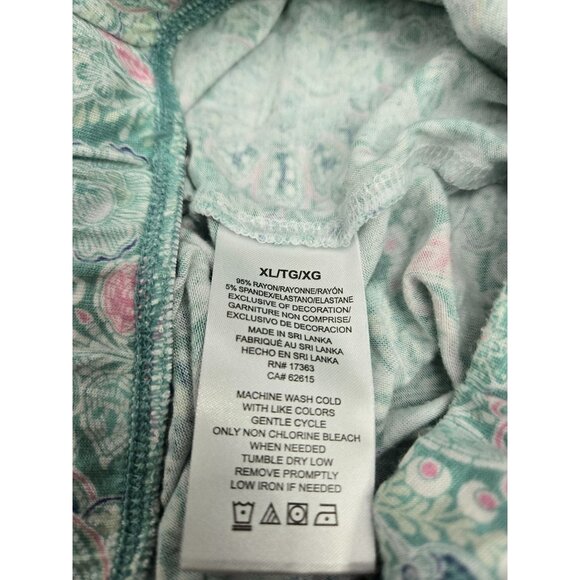 XL/TG/XG
95% RAYON/RAYONNE/RAYÓN
5% SPANDEX/ELASTANO/ELASTANE
EXCLUSIVE OF DECORATION/
GARNITURE NON COMPRISE/
EXCLUSIVO DE DECORACION
MADE IN SRI LANKA
FABRIQUÉ AU SRI LANKA
HECHO EN SRI LANKA
RN# 17363
CA# 62615
MACHINE WASH COLD
WITH LIKE COLORS
GENTLE CYCLE
ONLY NON CHLORINE BLEACH
WHEN NEEDED
TUMBLE DRY LOW
REMOVE PROMPTLY
LOW IRON IF NEEDED